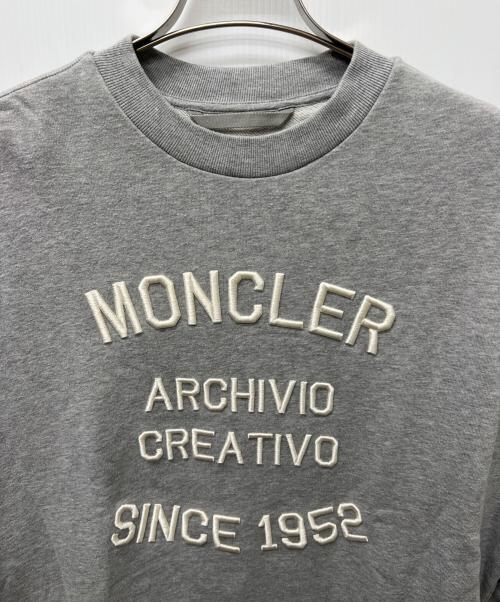 MONCLER
ARCHIVIO
CREATIVO
SINCE 1952